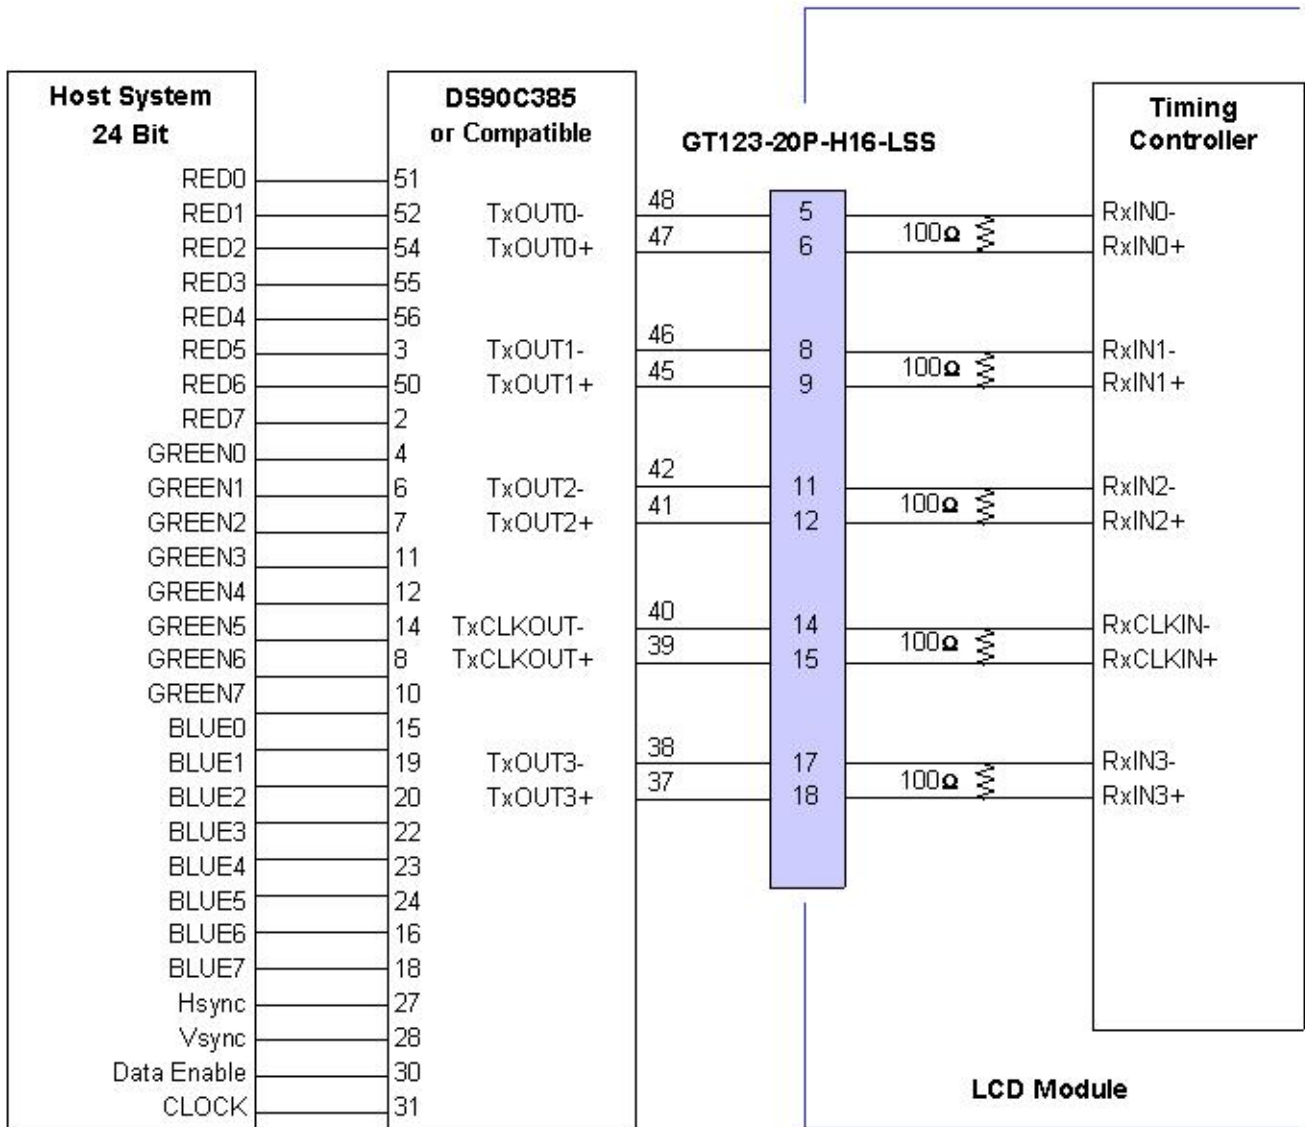 Host System
24 Bit
RED0
RED1
RED2
RED3
RED4
RED5
RED6
RED7
GREEN0
GREEN1
GREEN2
GREEN3
GREEN4
GREEN5
GREEN6
GREEN7
BLUE0
BLUE1
BLUE2
BLUE3
BLUE4
BLUE5
BLUE6
BLUE7
Hsync
Vsync
Data Enable
CLOCK
DS90C385
or Compatible
51
52
54
55
56
3
50
2
4
6
7
11
12
14
8
10
15
19
20
22
23
24
16
18
27
28
30
31
TxOUT0-
TxOUT0+
TxOUT1-
TxOUT1+
TxOUT2-
TxOUT2+
TxCLKOUT-
TxCLKOUT+
TxOUT3-
TxOUT3+
48
47
46
45
42
41
40
39
38
37
GT123-20P-H16-LSS
5
6
8
9
11
12
14
15
17
18
100Ω
100Ω
100Ω
100Ω
100Ω
Timing
Controller
RxIN0-
RxIN0+
RxIN1-
RxIN1+
RxIN2-
RxIN2+
RxCLKIN-
RxCLKIN+
RxIN3-
RxIN3+
LCD Module